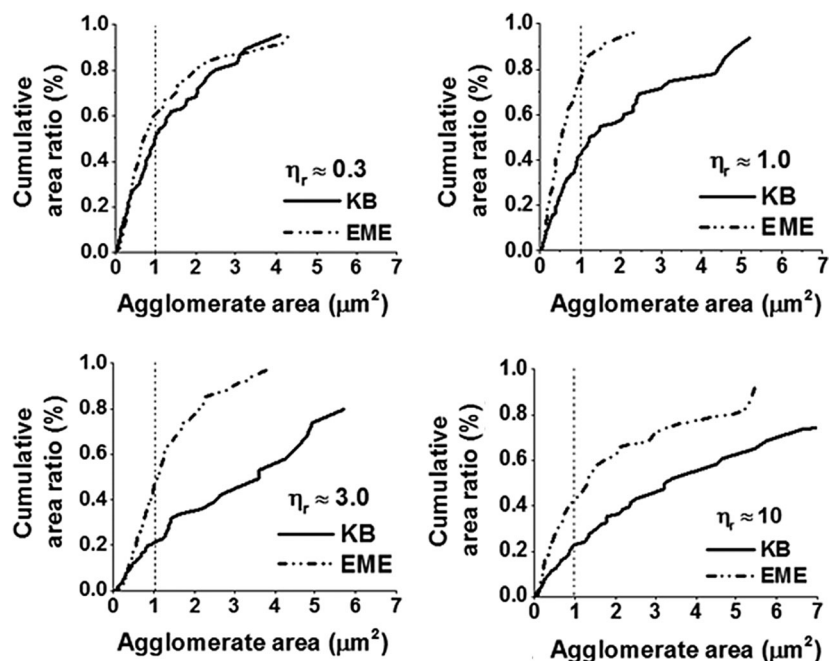 1.0
0.8
0.6
0.4
0.2
0.0
Cumulative
area ratio (%)
ηr ≈ 0.3
KB
EME
0 1 2 3 4 5 6 7
Agglomerate area (μm²)
1.0
0.8
0.6
0.4
0.2
0.0
Cumulative
area ratio (%)
ηr ≈ 1.0
KB
EME
0 1 2 3 4 5 6 7
Agglomerate area (μm²)
1.0
0.8
0.6
0.4
0.2
0.0
Cumulative
area ratio (%)
ηr ≈ 3.0
KB
EME
0 1 2 3 4 5 6 7
Agglomerate area (μm²)
1.0
0.8
0.6
0.4
0.2
0.0
Cumulative
area ratio (%)
ηr ≈ 10
KB
EME
0 1 2 3 4 5 6 7
Agglomerate area (μm²)